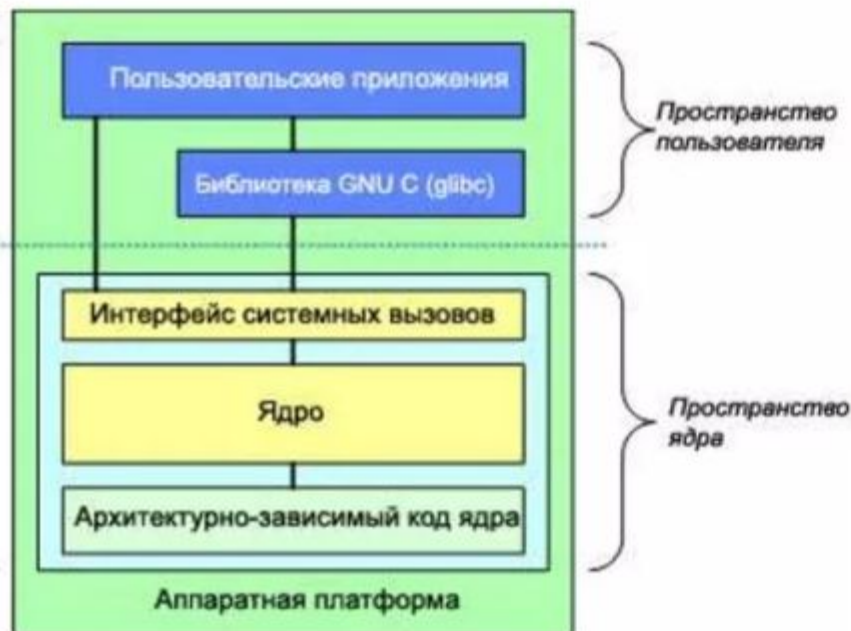 Пользовательские приложения
Пространство
пользователя
Библиотека GNU C (glibc)
Интерфейс системных вызовов
Ядро
Пространство
ядра
Архитектурно-зависимый код ядра
Аппаратная платформа